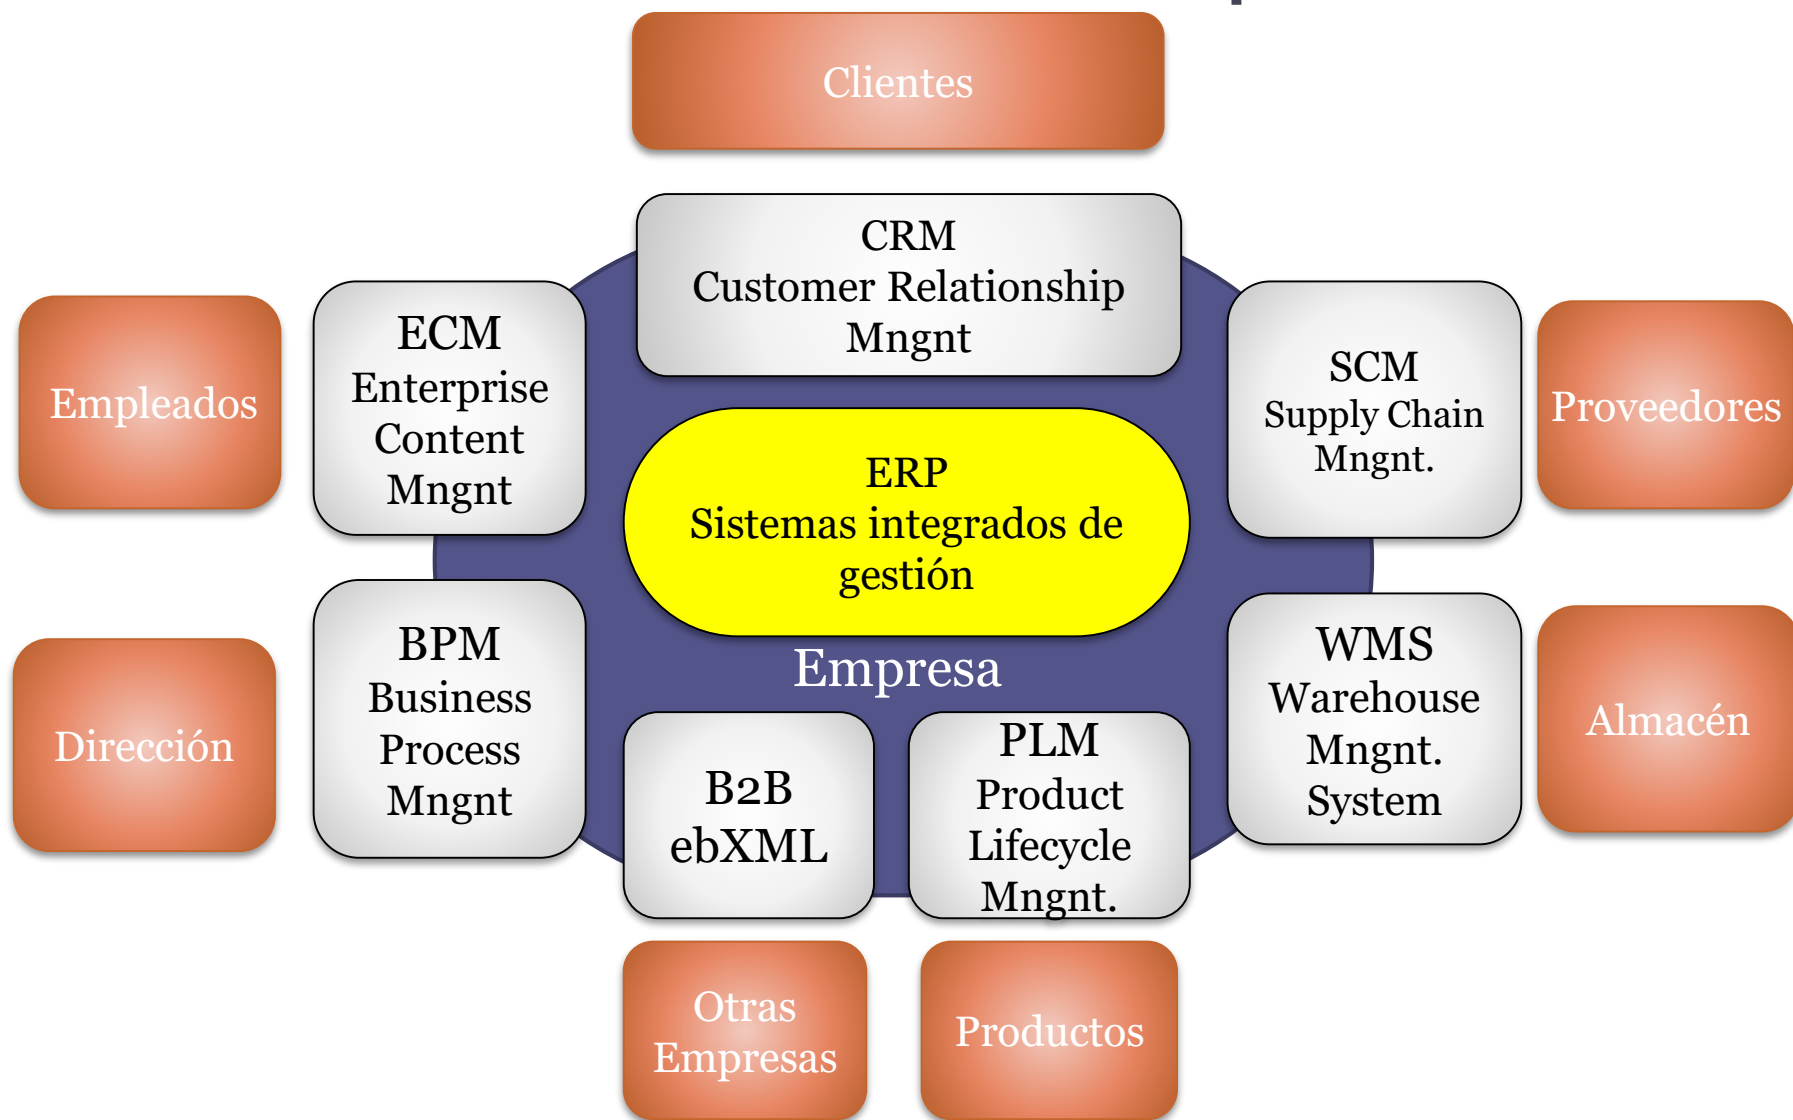 Clientes
CRM
Customer Relationship
Mngnt
ECM
Enterprise
Content
Mngnt
Empleados
SCM
Supply Chain
Mngnt.
Proveedores
ERP
Sistemas integrados de
gestión
Empresa
BPM
Business
Process
Mngnt
Dirección
WMS
Warehouse
Mngnt.
System
Almacén
B2B
ebXML
PLM
Product
Lifecycle
Mngnt.
Otras
Empresas
Productos